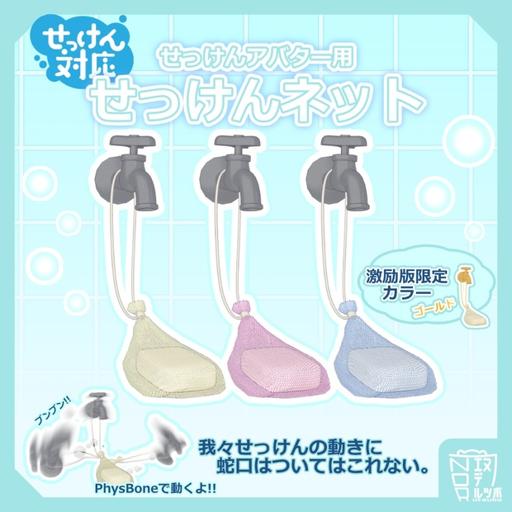 せっけん
対応
せっけんアバター用
せっけんネット
激励版限定
カラー
ゴールド
ブンブン!!
我々せっけんの動きに
蛇口はついてはこれない。
PhysBoneで動くよ!!